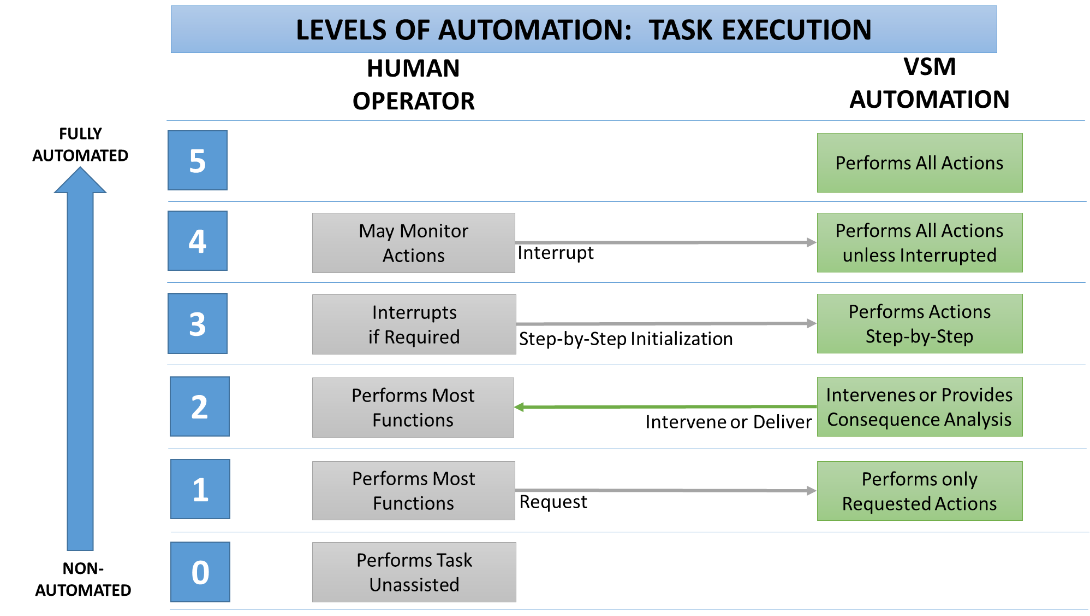 LEVELS OF AUTOMATION: TASK EXECUTION
HUMAN
OPERATOR
VSM
AUTOMATION
FULLY
AUTOMATED
5
Performs All Actions
4
May Monitor
Actions
Interrupt
Performs All Actions
unless Interrupted
3
Interrupts
if Required
Step-by-Step Initialization
Performs Actions
Step-by-Step
2
Performs Most
Functions
Intervene or Deliver
Intervenes or Provides
Consequence Analysis
1
Performs Most
Functions
Request
Performs only
Requested Actions
0
Performs Task
Unassisted
NON-
AUTOMATED